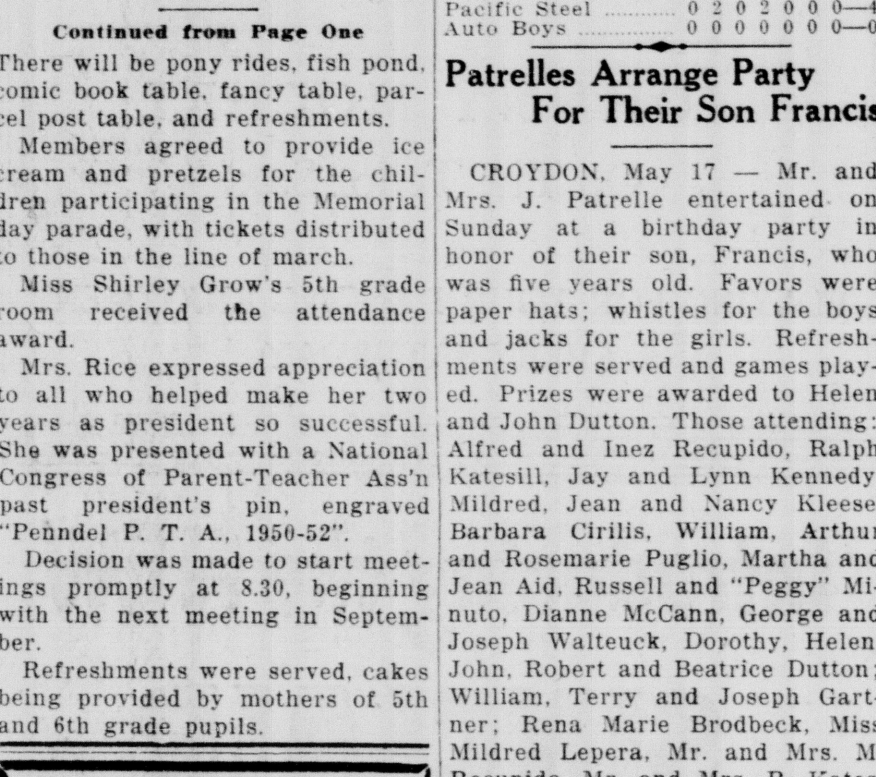 Continued from Page One
There will be pony rides, fish pond,
comic book table, fancy table, par-
cel post table, and refreshments.
Members agreed to provide ice
cream and pretzels for the chil-
dren participating in the Memorial
day parade, with tickets distributed
to those in the line of march.
Miss Shirley Grow's 5th grade
room received the attendance
award.
Mrs. Rice expressed appreciation
to all who helped make her two
years as president so successful.
She was presented with a National
Congress of Parent-Teacher Ass'n
past president's pin, engraved
"Penndel P. T. A., 1950-52".
Decision was made to start meet-
ings promptly at 8.30, beginning
with the next meeting in Septem-
ber.
Refreshments were served, cakes
being provided by mothers of 5th
and 6th grade pupils.
Pacific Steel ........... 0 2 0 2 0 0 0—4
Auto Boys .............. 0 0 0 0 0 0 0—0
Patrelles Arrange Party
For Their Son Francis
CROYDON, May 17 — Mr. and
Mrs. J. Patrelle entertained on
Sunday at a birthday party in
honor of their son, Francis, who
was five years old. Favors were
paper hats; whistles for the boys
and jacks for the girls. Refresh-
ments were served and games play-
ed. Prizes were awarded to Helen
and John Dutton. Those attending:
Alfred and Inez Recupido, Ralph
Katesill, Jay and Lynn Kennedy
Mildred, Jean and Nancy Kleese
Barbara Cirilis, William, Arthur
and Rosemarie Puglio, Martha and
Jean Aid, Russell and "Peggy" Mi-
nuto, Dianne McCann, George and
Joseph Walteuck, Dorothy, Helen
John, Robert and Beatrice Dutton;
William, Terry and Joseph Gart-
ner; Rena Marie Brodbeck, Miss
Mildred Lepera, Mr. and Mrs. M